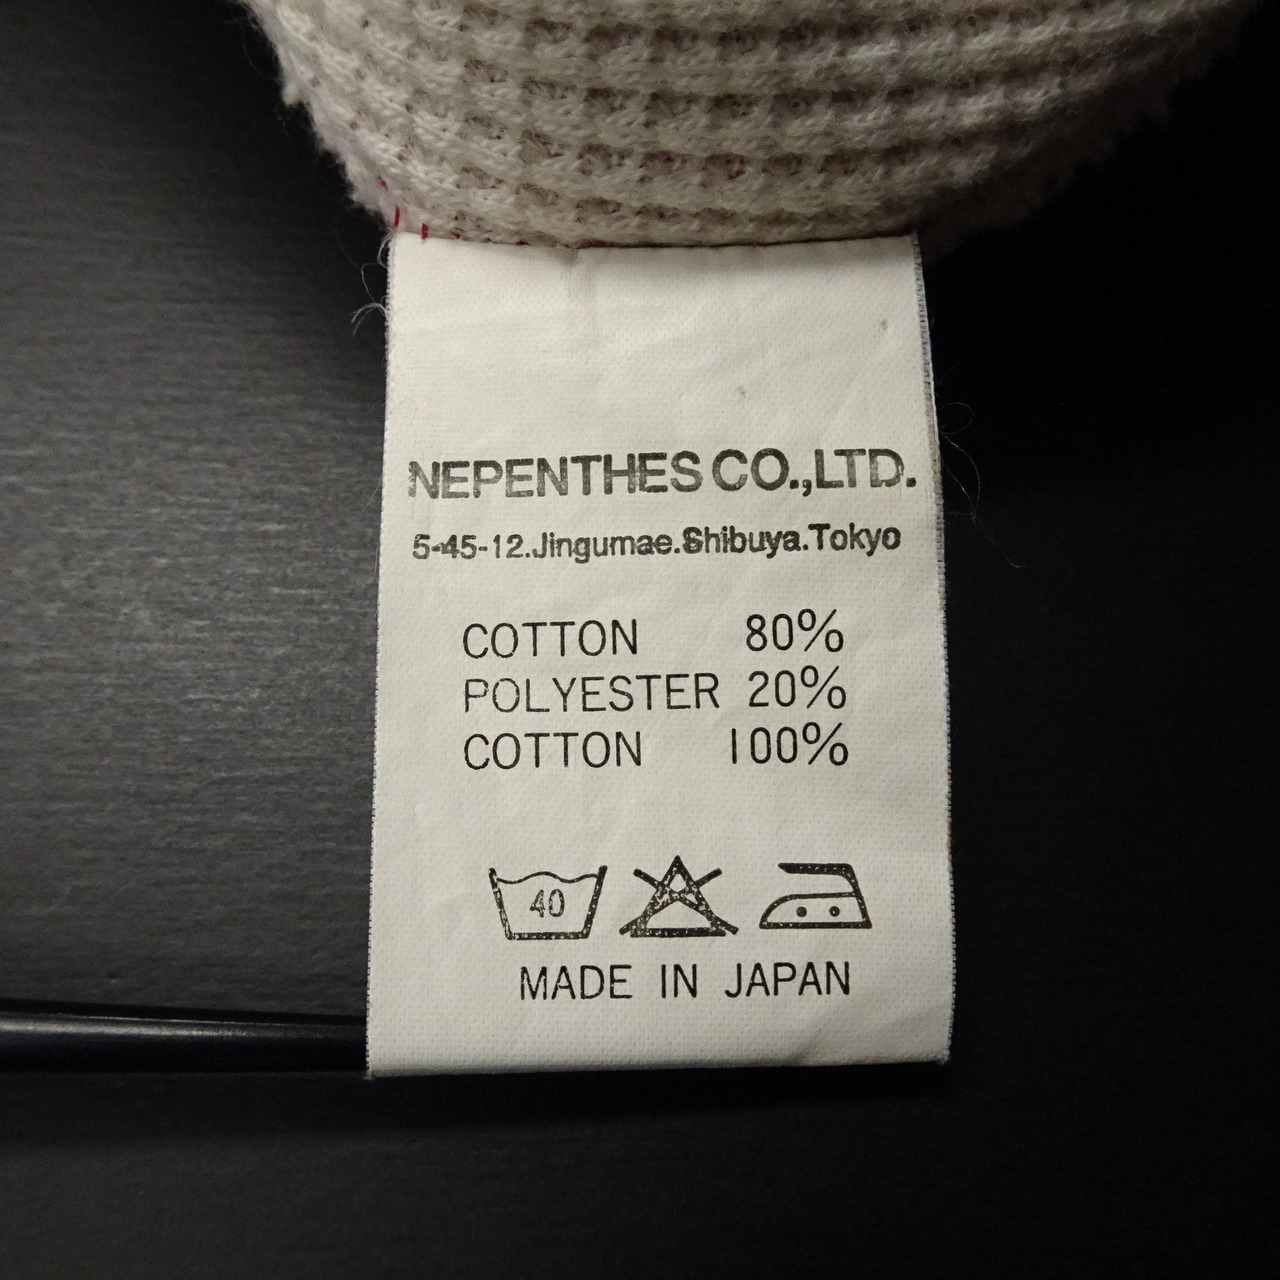 NEPENTHES CO.,LTD.
5-45-12.Jingumae.Shibuya.Tokyo
COTTON 80%
POLYESTER 20%
COTTON 100%
40
MADE IN JAPAN